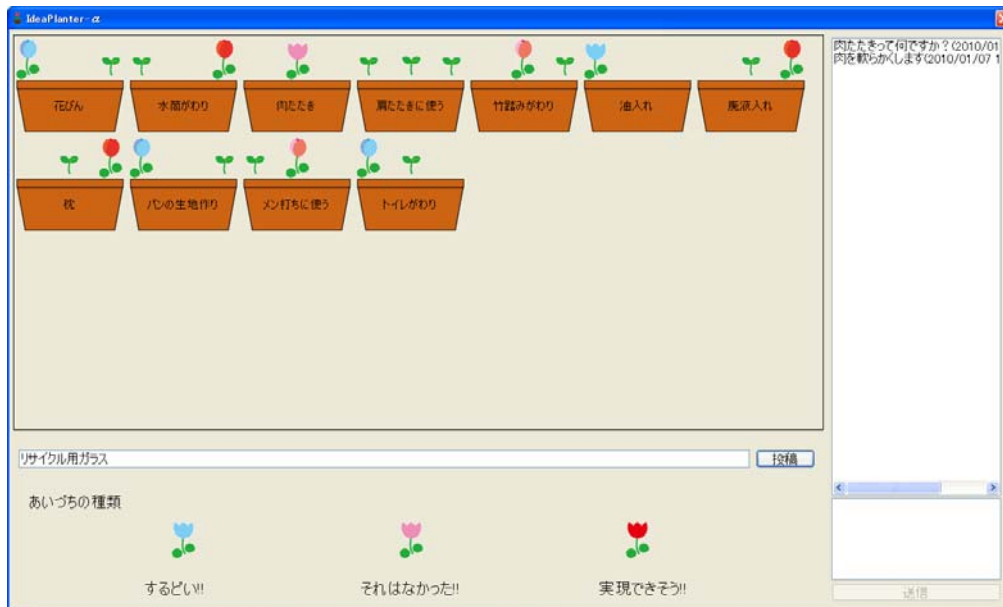 IdeaPlanter-α
花びん
水筒がわり
肉たたき
肩たたきに使う
竹踏みがわり
油入れ
廃液入れ
枕
パンの生地作り
メン打ちに使う
トイレがわり
肉たたきって何ですか？(2010/01
肉を軟らかくします(2010/01/07 1
リサイクル用ガラス
投稿
あいづちの種類
するどい!!
それはなかった!!
実現できそう!!
送信